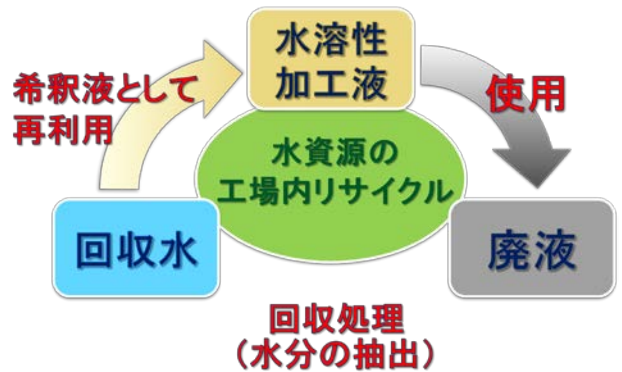 水溶性
加工液
希釈液として
再利用
使用
水資源の
工場内リサイクル
回収水
廃液
回収処理
（水分の抽出）